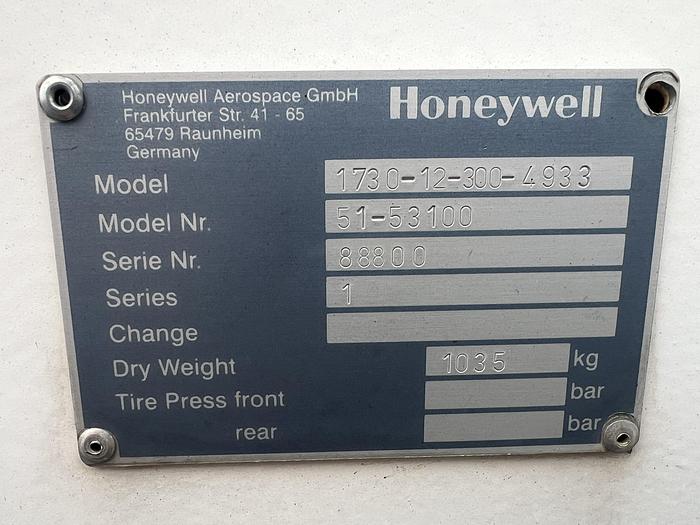 Honeywell Aerospace GmbH
Frankfurter Str. 41 - 65
65479 Raunheim
Germany
Honeywell
Model 1730-12-300-4933
Model Nr. 51-53100
Serie Nr. 88800
Series 1
Change
Dry Weight 1035 kg
Tire Press front bar
rear bar